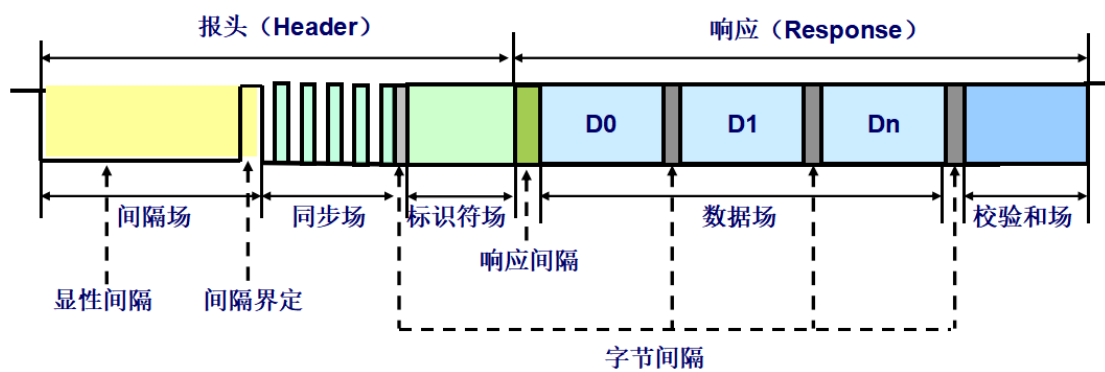 报头（Header）
响应（Response）
D0
D1
Dn
间隔场
同步场
标识符场
数据场
校验和场
响应间隔
显性间隔
间隔界定
字节间隔